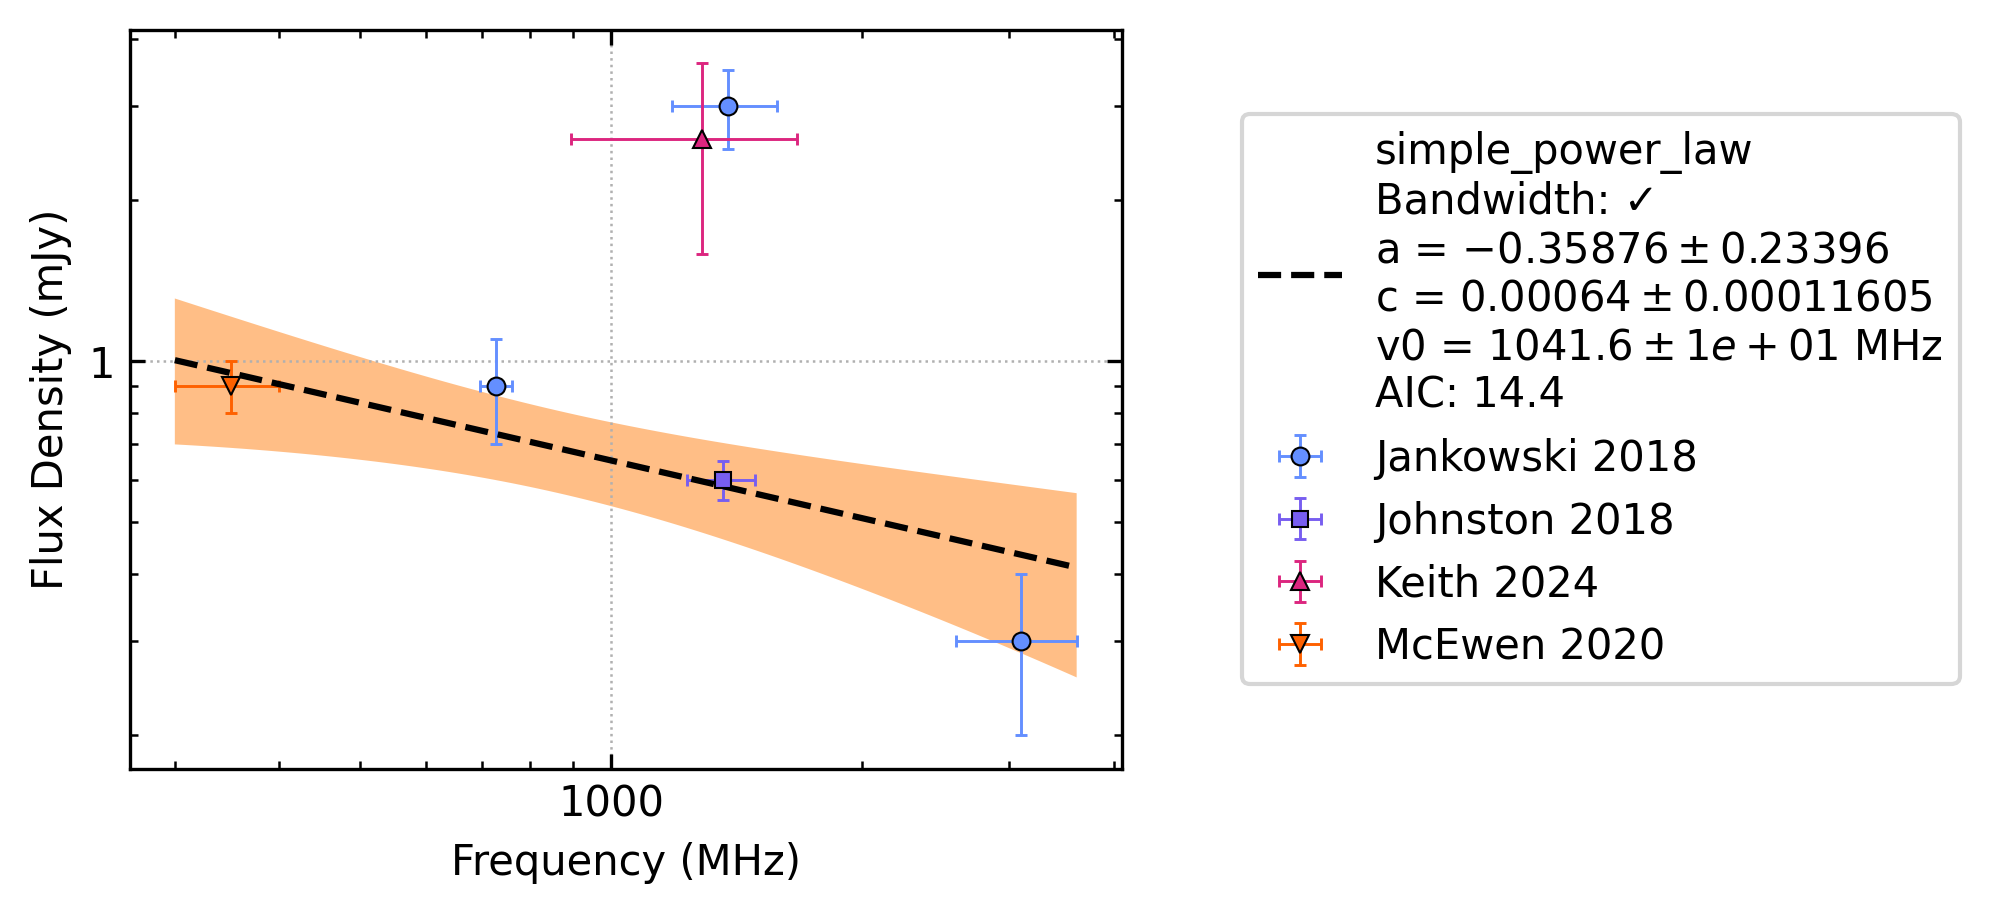 Flux Density (mJy)
1
1000
Frequency (MHz)
simple_power_law
Bandwidth: ✓
a = −0.35876 ± 0.23396
c = 0.00064 ± 0.00011605
v0 = 1041.6 ± 1e + 01 MHz
AIC: 14.4
Jankowski 2018
Johnston 2018
Keith 2024
McEwen 2020